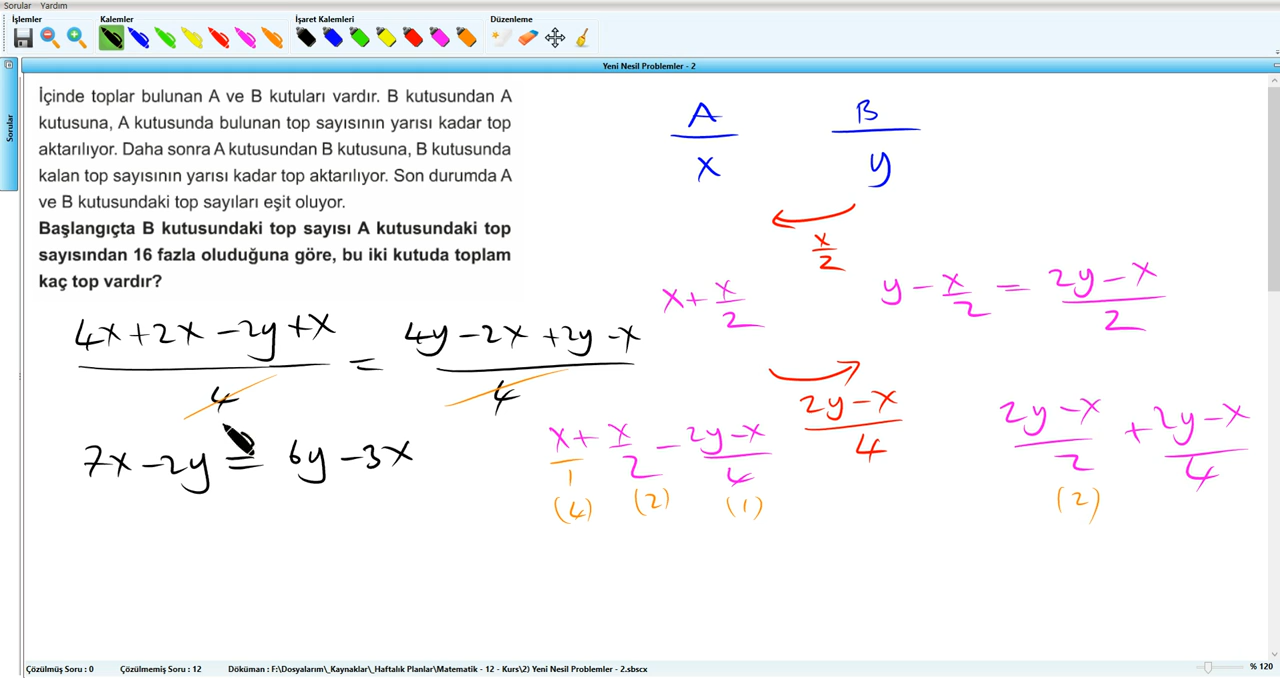 Sorular Yardım
İşlemler Kalemler İşaret Kalemleri Düzenleme
Yeni Nesil Problemler - 2
Sorular
İçinde toplar bulunan A ve B kutuları vardır. B kutusundan A
kutusuna, A kutusunda bulunan top sayısının yarısı kadar top
aktarılıyor. Daha sonra A kutusundan B kutusuna, B kutusunda
kalan top sayısının yarısı kadar top aktarılıyor. Son durumda A
ve B kutusundaki top sayıları eşit oluyor.
Başlangıçta B kutusundaki top sayısı A kutusundaki top
sayısından 16 fazla oluduğuna göre, bu iki kutuda toplam
kaç top vardır?
A B
x y
x/2
x + x/2 y - x/2 = (2y - x)/2
(4x + 2x - 2y + x)/4 = (4y - 2x + 2y - x)/4
(2y - x)/4
x/1 + x/2 - (2y - x)/4 (2y - x)/2 + (2y - x)/4
(4) (2) (1) (2)
7x - 2y = 6y - 3x
Çözülmüş Soru : 0 Çözülmemiş Soru : 12 Döküman : F:\Dosyalarım\_Kaynaklar\_Haftalık Planlar\Matematik - 12 - Kurs\2) Yeni Nesil Problemler - 2.sbscx % 120